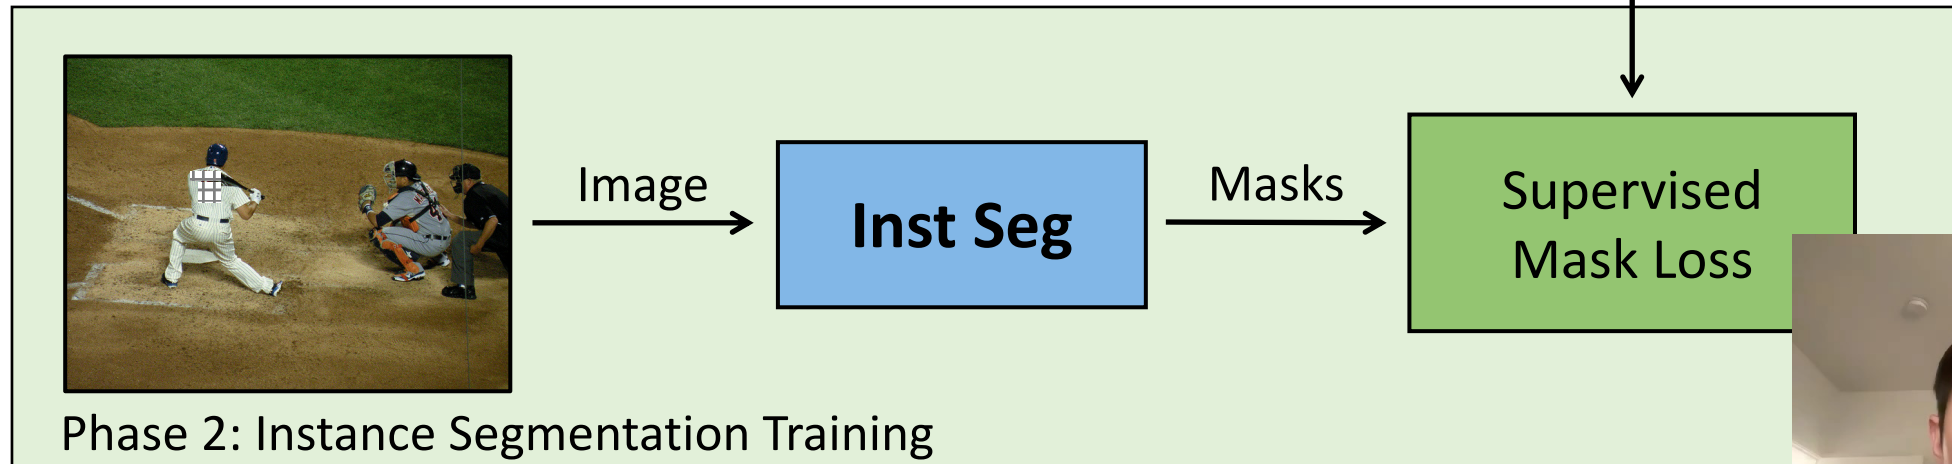 Image
Inst Seg
Masks
Supervised
Mask Loss
Phase 2: Instance Segmentation Training